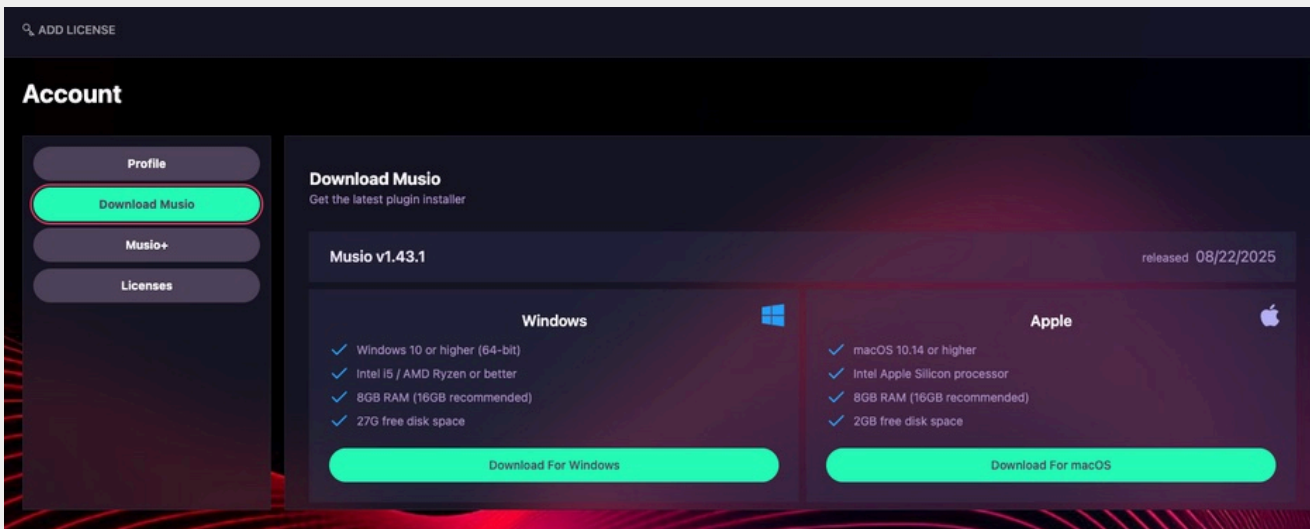 ADD LICENSE
Account
Profile
Download Musio
Musio+
Licenses
Download Musio
Get the latest plugin installer
Musio v1.43.1
released 08/22/2025
Windows
Windows 10 or higher (64-bit)
Intel i5 / AMD Ryzen or better
8GB RAM (16GB recommended)
27G free disk space
Download For Windows
Apple
macOS 10.14 or higher
Intel Apple Silicon processor
8GB RAM (16GB recommended)
2GB free disk space
Download For macOS